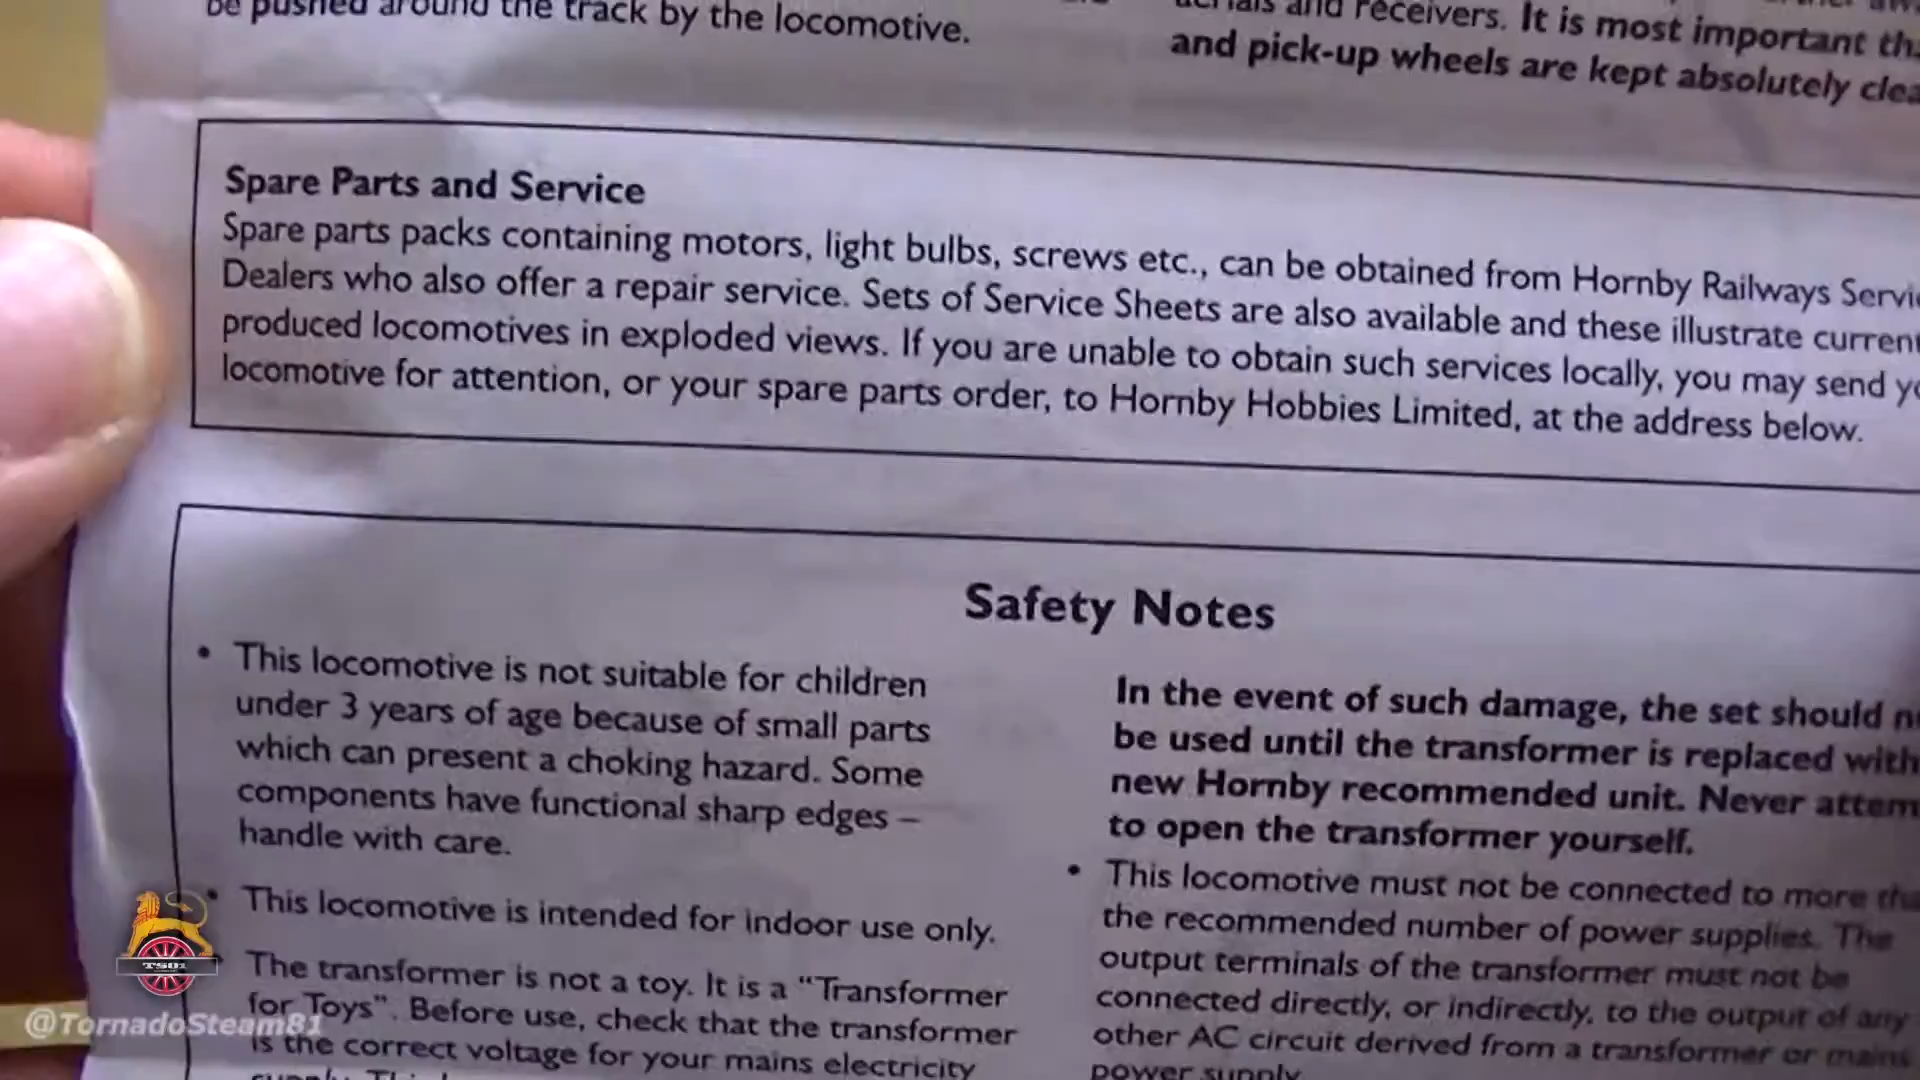 be pushed around the track by the locomotive.
and receivers. It is most important
and pick-up wheels are kept absolutely
Spare Parts and Service
Spare parts packs containing motors, light bulbs, screws etc., can be obtained from Hornby Railways
Dealers who also offer a repair service. Sets of Service Sheets are also available and these illustrate
produced locomotives in exploded views. If you are unable to obtain such services locally, you may send
locomotive for attention, or your spare parts order, to Hornby Hobbies Limited, at the address below.
Safety Notes
• This locomotive is not suitable for children
under 3 years of age because of small parts
which can present a choking hazard. Some
components have functional sharp edges –
handle with care.
• This locomotive is intended for indoor use only.
The transformer is not a toy. It is a “Transformer
for Toys”. Before use, check that the transformer
is the correct voltage for your mains electricity
In the event of such damage, the set should
be used until the transformer is replaced with
new Hornby recommended unit. Never
to open the transformer yourself.
• This locomotive must not be connected to more
the recommended number of power supplies. The
output terminals of the transformer must not be
connected directly, or indirectly, to the output of any
other AC circuit derived from a transformer or mains
power supply.
TS81
@TornadoSteam81